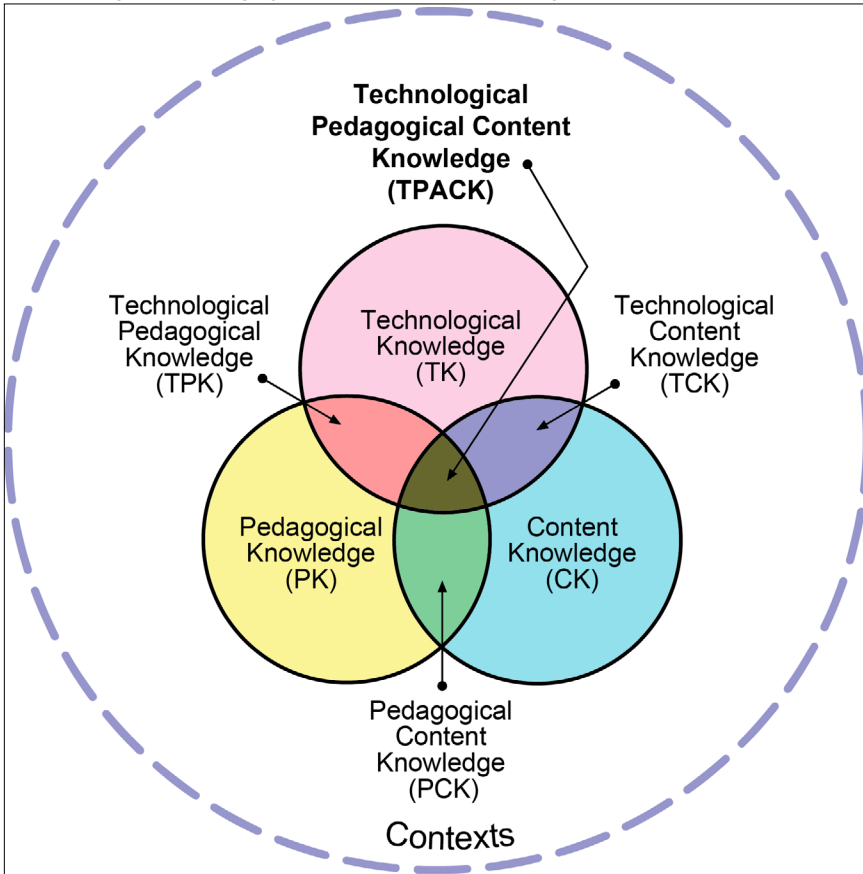 Technological
Pedagogical Content
Knowledge
(TPACK)
Technological
Pedagogical
Knowledge
(TPK)
Technological
Knowledge
(TK)
Technological
Content
Knowledge
(TCK)
Pedagogical
Knowledge
(PK)
Content
Knowledge
(CK)
Pedagogical
Content
Knowledge
(PCK)
Contexts